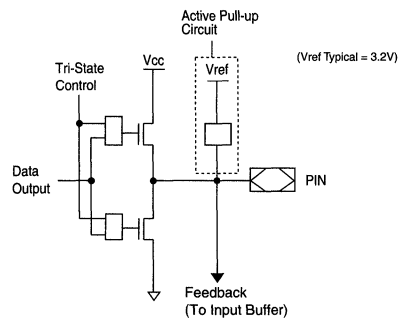 Active Pull-up
Circuit
(Vref Typical = 3.2V)
Vcc
Vref
Tri-State
Control
Data
Output
PIN
Feedback
(To Input Buffer)